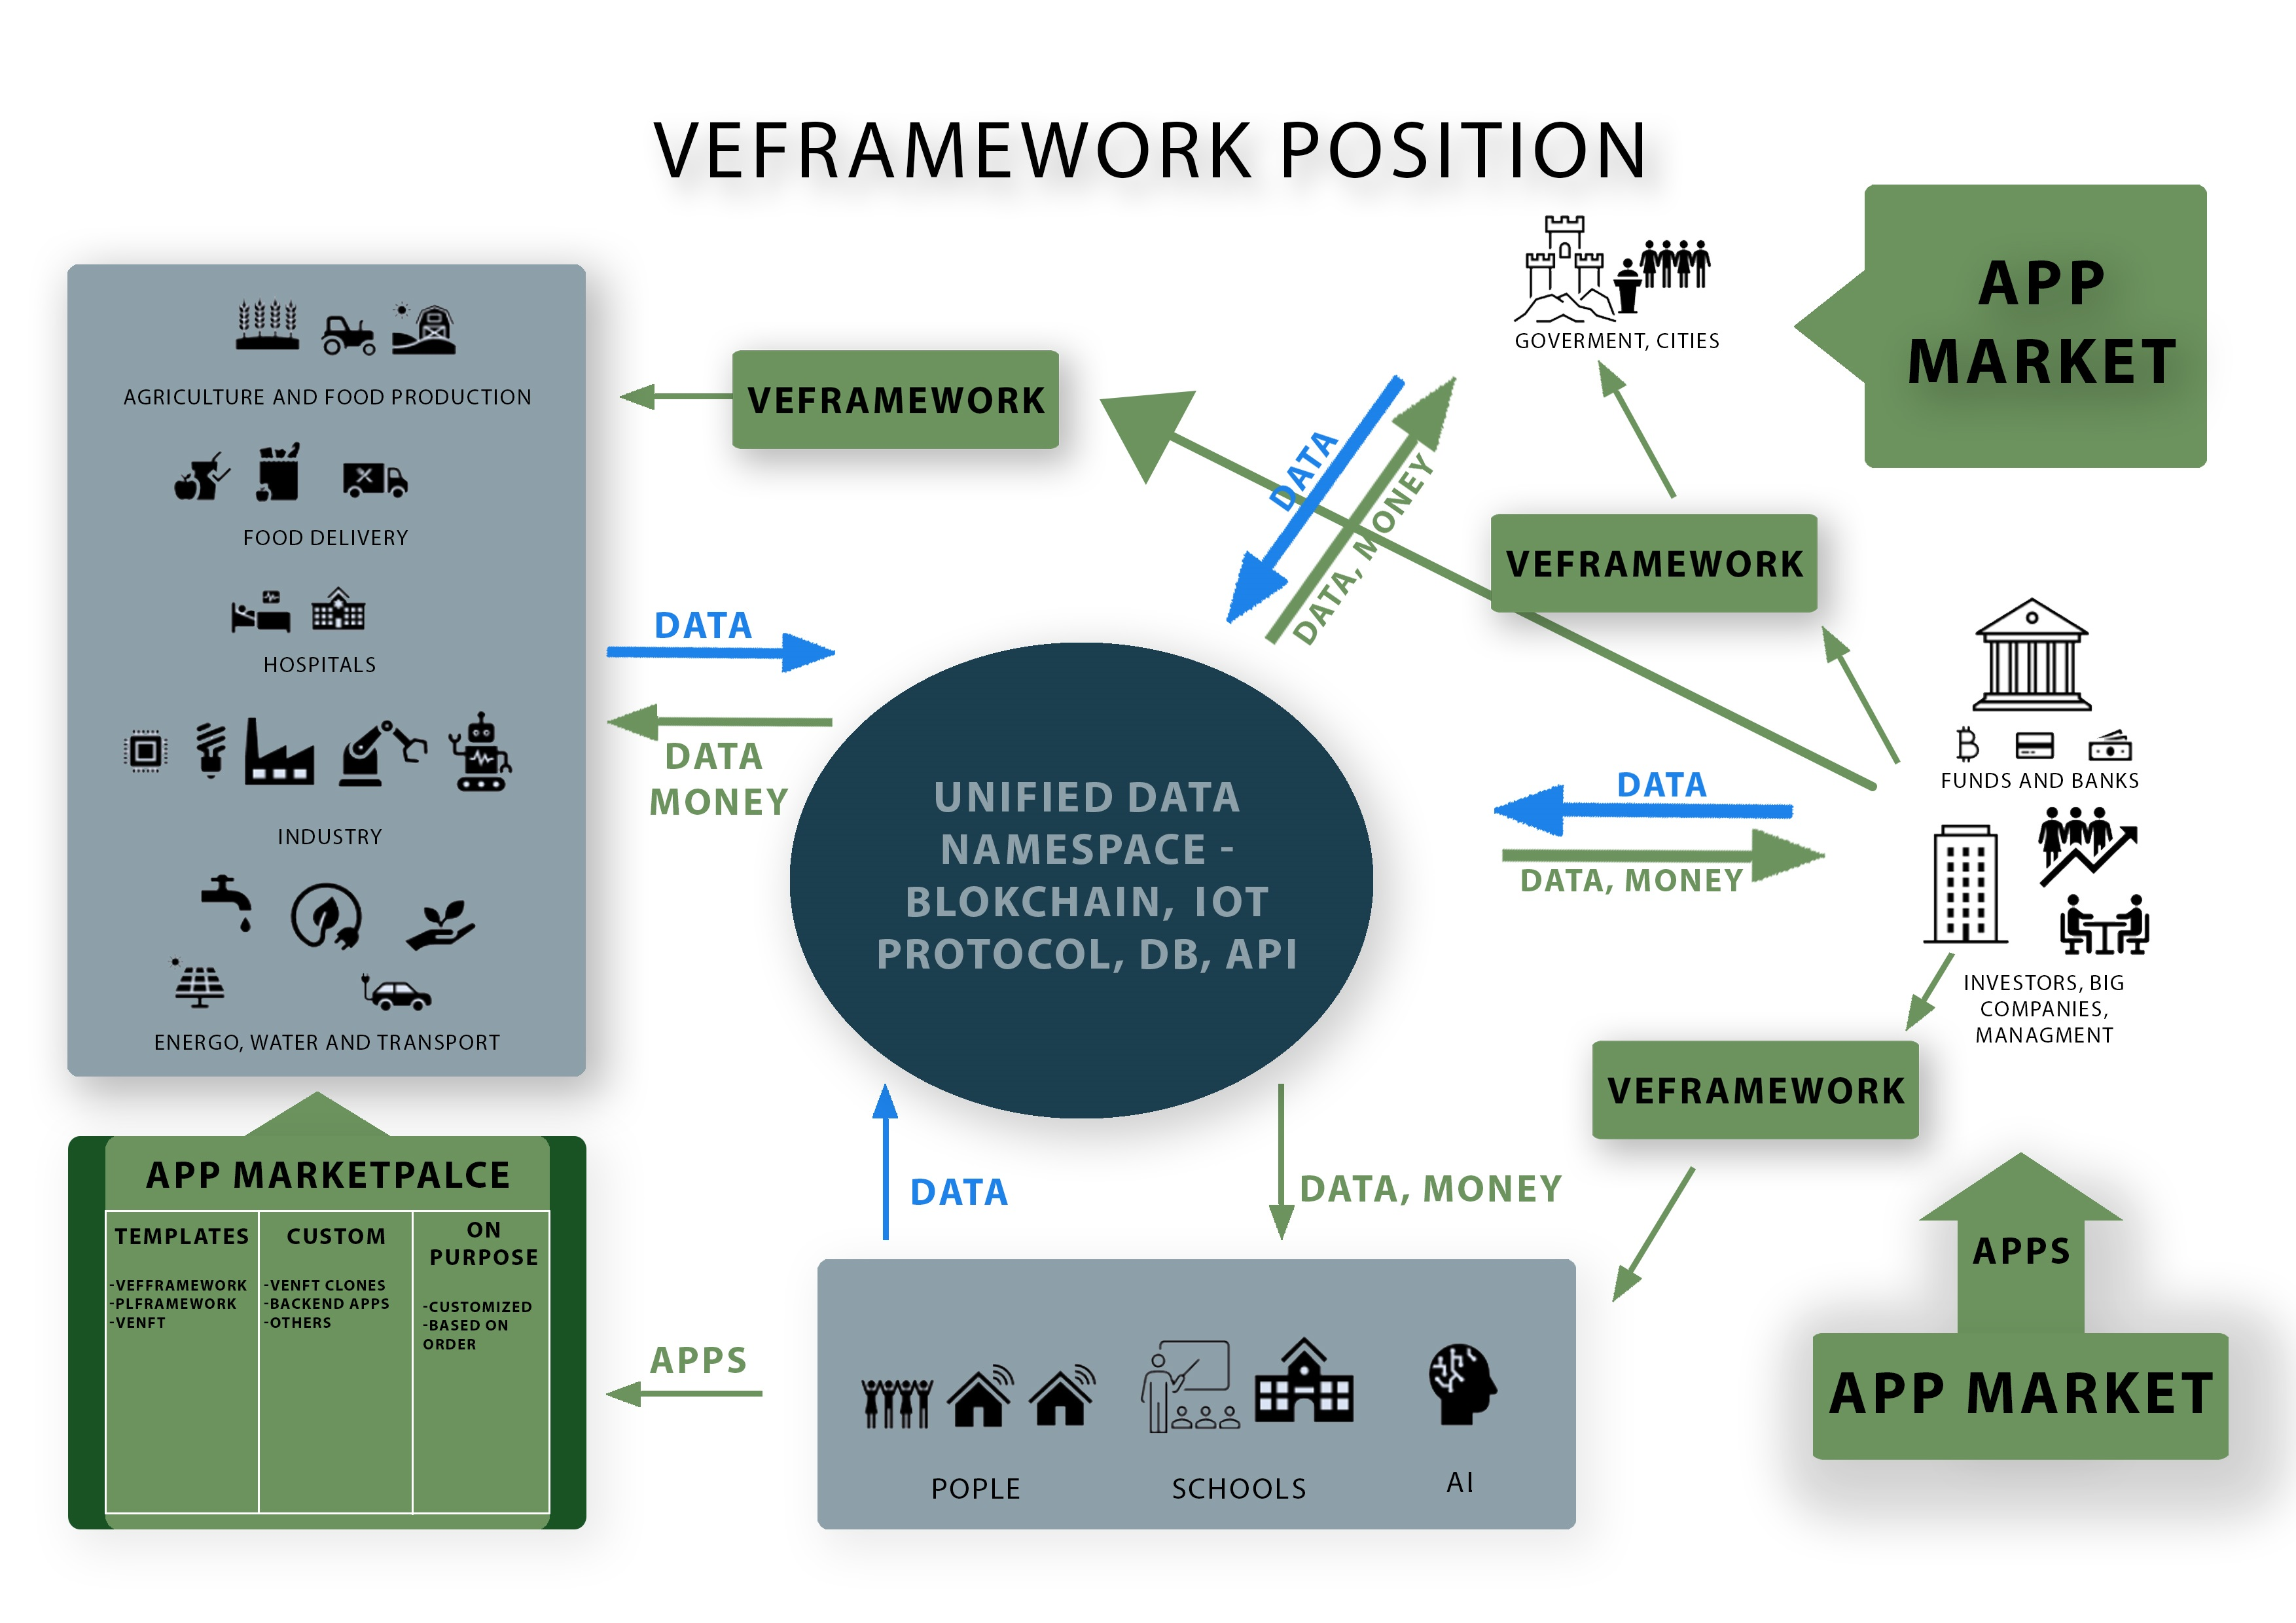 VEFRAMEWORK POSITION
AGRICULTURE AND FOOD PRODUCTION
FOOD DELIVERY
HOSPITALS
INDUSTRY
ENERGO, WATER AND TRANSPORT
VEFRAMEWORK
DATA
DATA, MONEY
GOVERMENT, CITIES
APP
MARKET
VEFRAMEWORK
DATA
DATA
MONEY
UNIFIED DATA
NAMESPACE -
BLOKCHAIN, IOT
PROTOCOL, DB, API
DATA
DATA, MONEY
FUNDS AND BANKS
INVESTORS, BIG
COMPANIES,
MANAGMENT
VEFRAMEWORK
APP MARKETPALCE
TEMPLATES
-VEFFRAMEWORK
-PLFRAMEWORK
-VENFT
CUSTOM
-VENFT CLONES
-BACKEND APPS
-OTHERS
ON
PURPOSE
-CUSTOMIZED
-BASED ON
ORDER
DATA
DATA, MONEY
APPS
POPLE
SCHOOLS
AI
APPS
APP MARKET